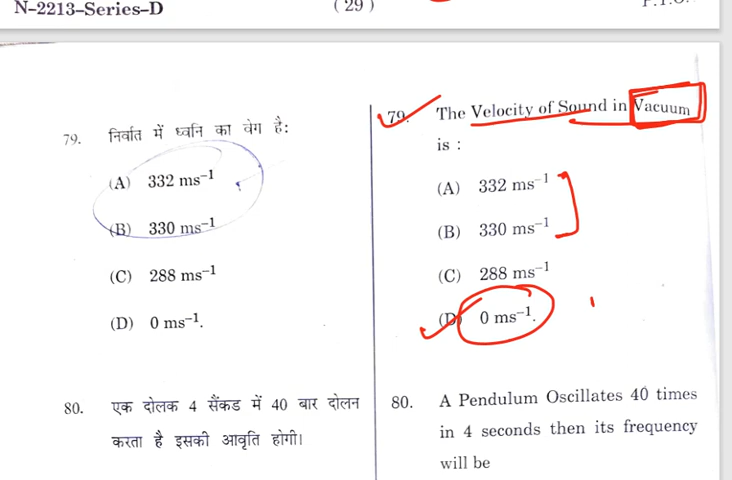 N-2213-Series-D
( 29 )
P.T.O.
79. निर्वात में ध्वनि का वेग है:
(A) 332 ms⁻¹
(B) 330 ms⁻¹
(C) 288 ms⁻¹
(D) 0 ms⁻¹.
80. एक दोलक 4 सैंकड में 40 बार दोलन
करता है इसकी आवृति होगी।
79. The Velocity of Sound in Vacuum
is :
(A) 332 ms⁻¹
(B) 330 ms⁻¹
(C) 288 ms⁻¹
(D) 0 ms⁻¹.
80. A Pendulum Oscillates 40 times
in 4 seconds then its frequency
will be